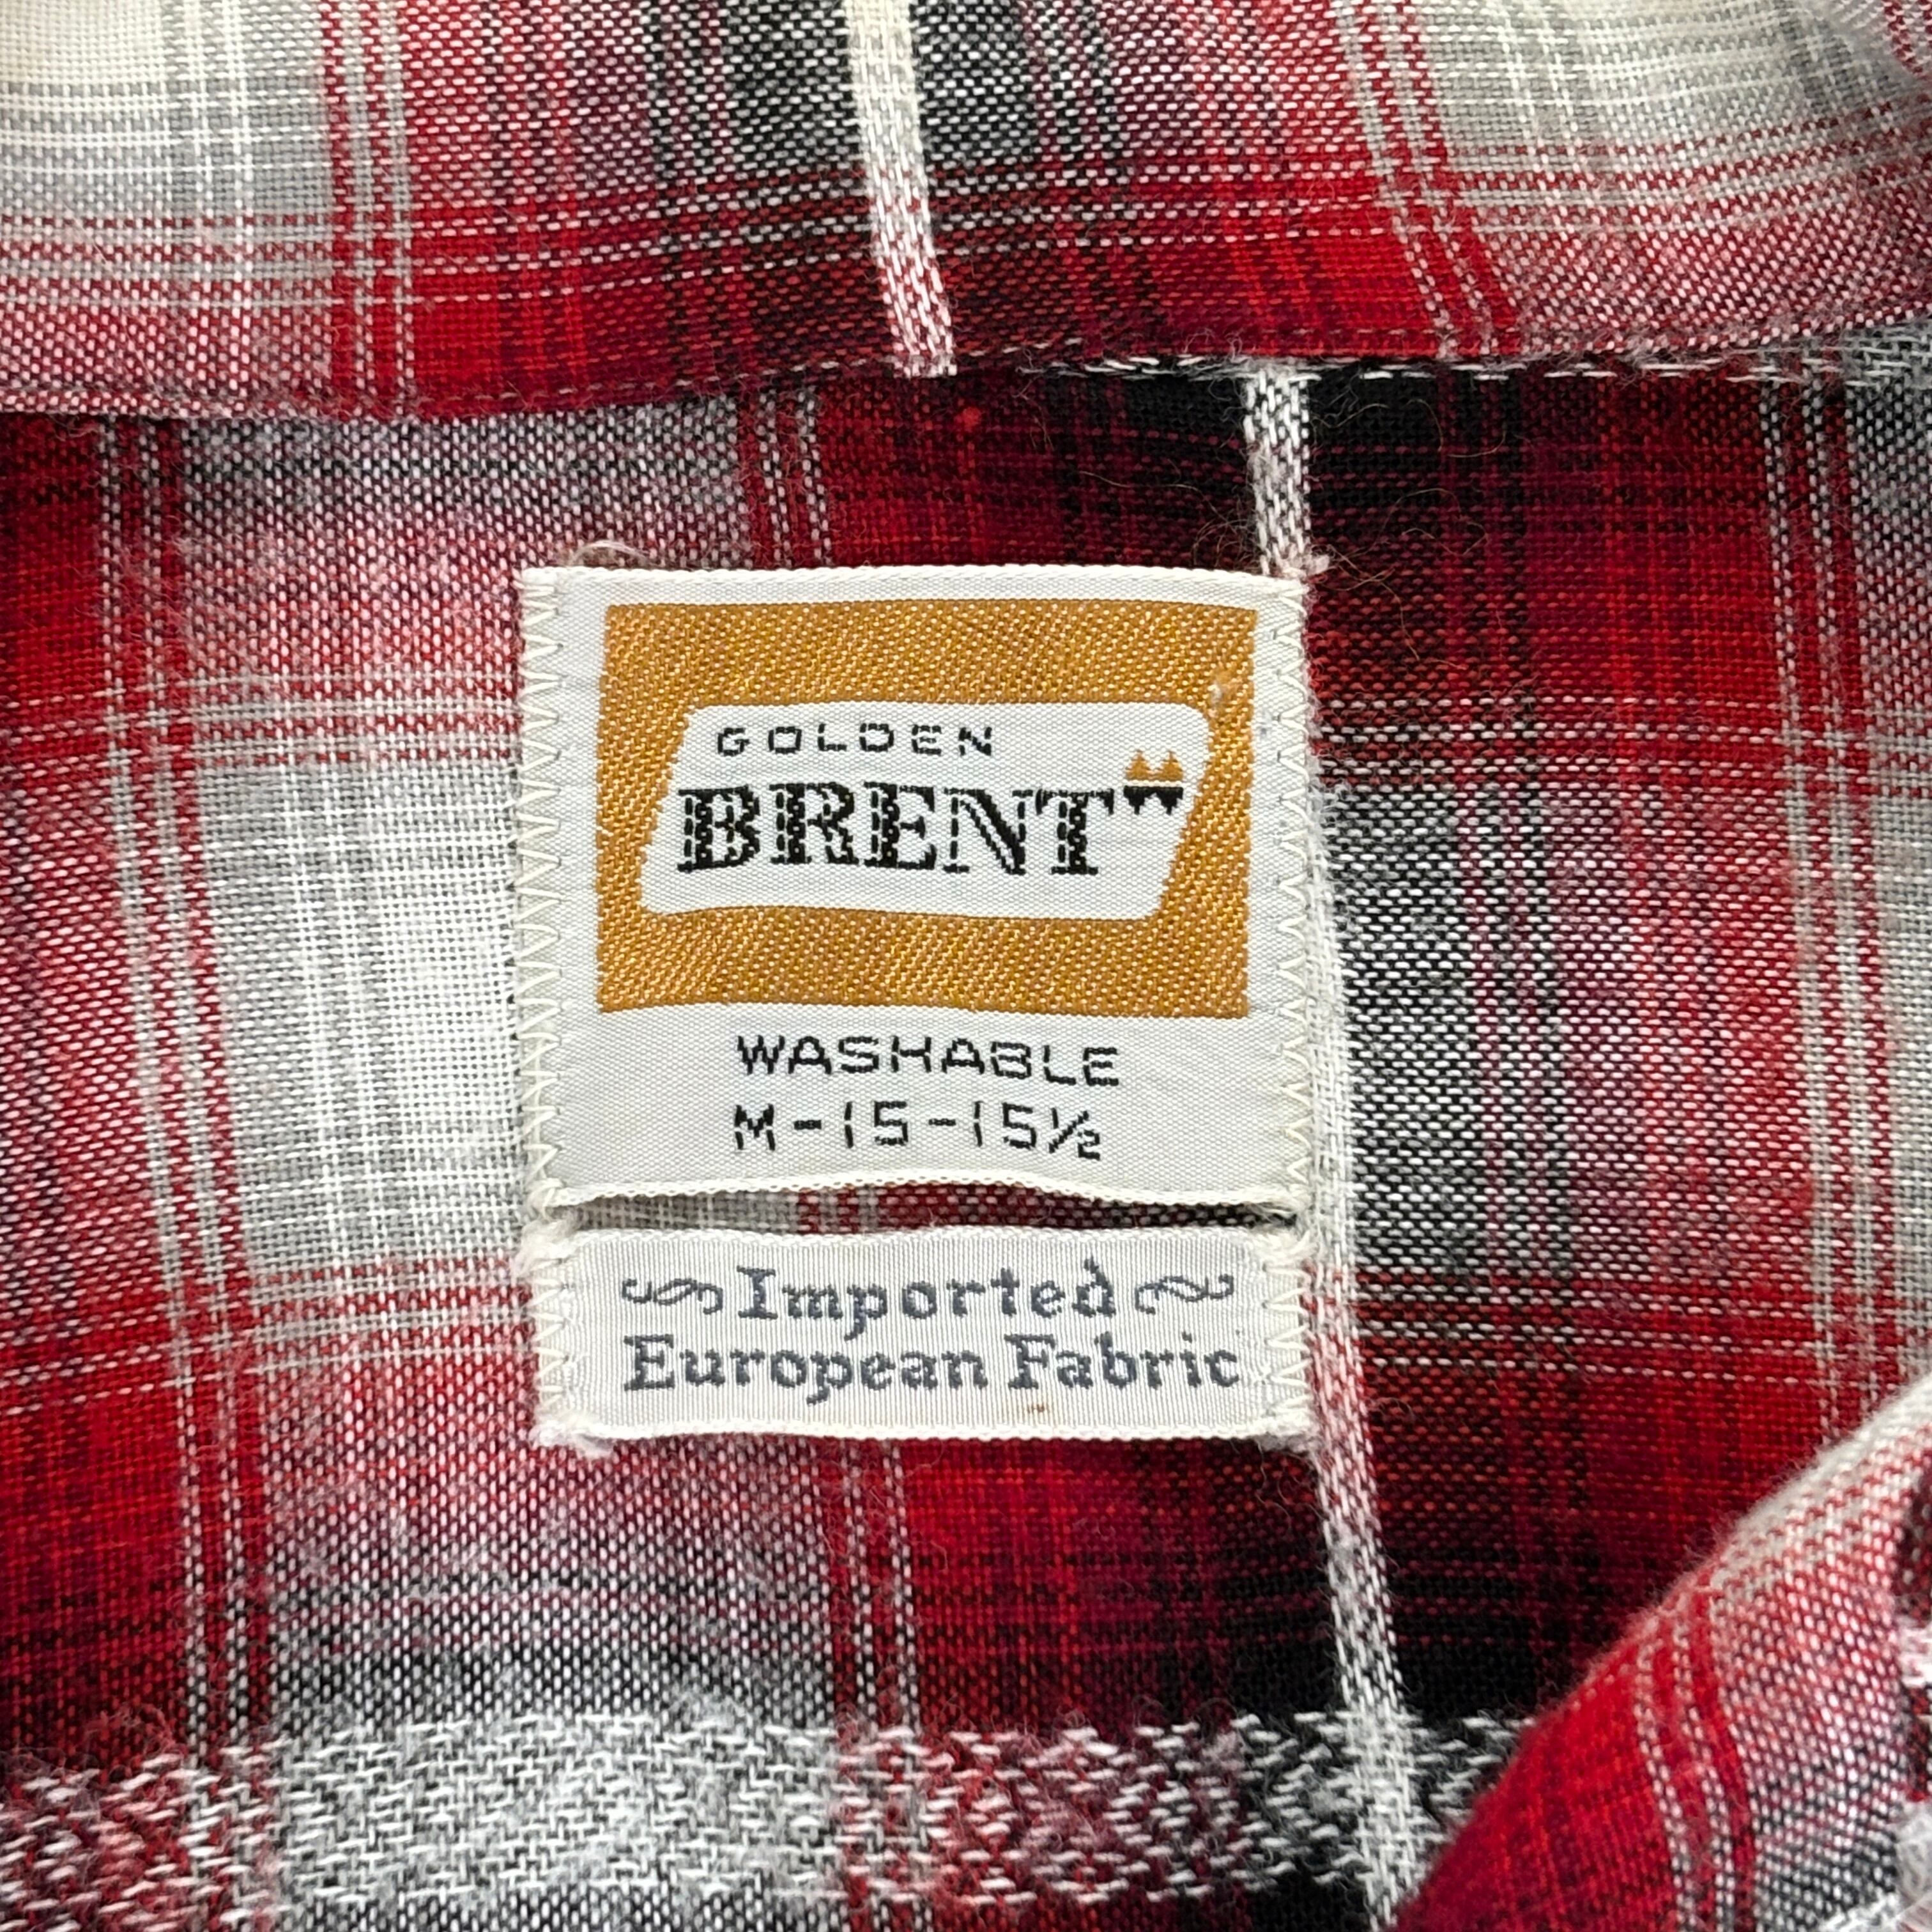 GOLDEN
BRENT
WASHABLE
M-15-15½
Imported
European Fabric